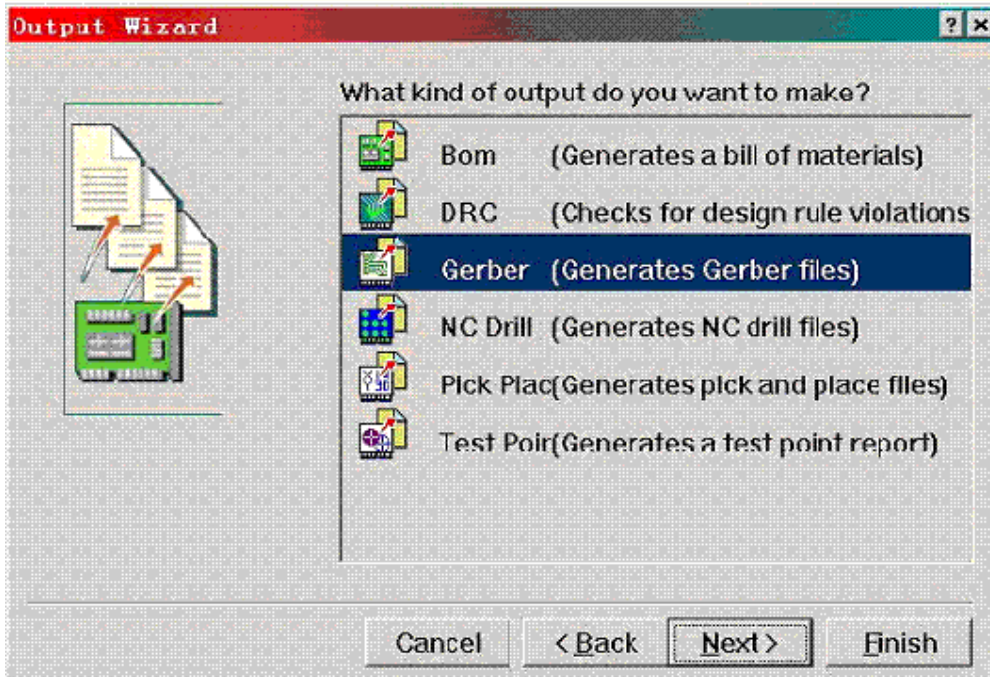 Output Wizard
What kind of output do you want to make?
Bom (Generates a bill of materials)
DRC (Checks for design rule violations
Gerber (Generates Gerber files)
NC Drill (Generates NC drill files)
Pick Plac(Generates pick and place files)
Test Poir(Generates a test point report)
Cancel < Back Next > Finish